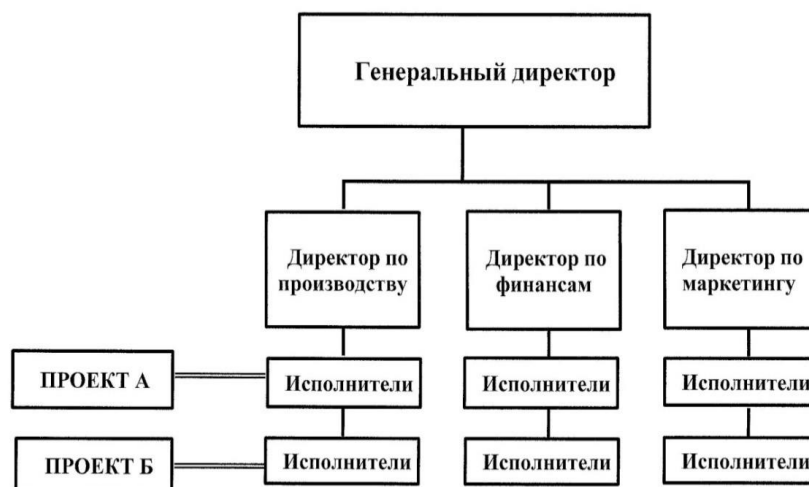 Генеральный директор
Директор по
производству
Директор по
финансам
Директор по
маркетингу
ПРОЕКТ А
Исполнители
Исполнители
Исполнители
ПРОЕКТ Б
Исполнители
Исполнители
Исполнители